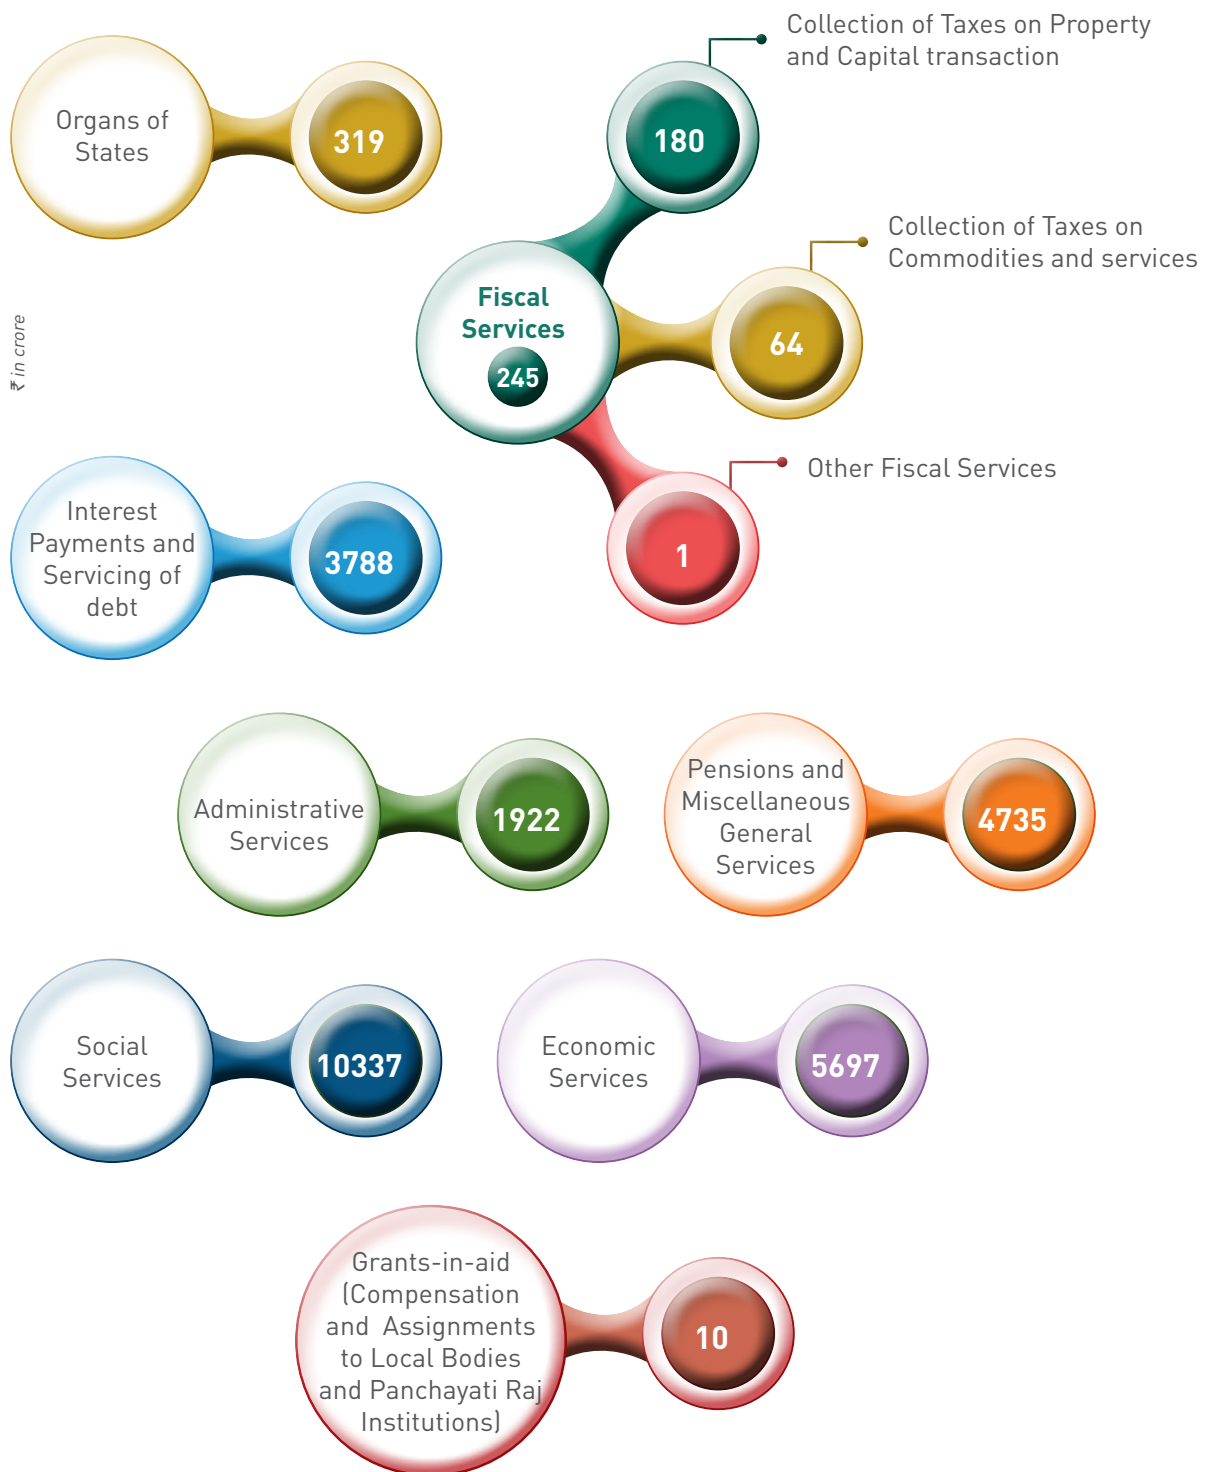 Collection of Taxes on Property
and Capital transaction
Organs of
States
319
180
Collection of Taxes on
Commodities and services
Fiscal
Services
245
64
₹ in crore
Other Fiscal Services
1
Interest
Payments and
Servicing of
debt
3788
Administrative
Services
1922
Pensions and
Miscellaneous
General
Services
4735
Social
Services
10337
Economic
Services
5697
Grants-in-aid
(Compensation
and Assignments
to Local Bodies
and Panchayati Raj
Institutions)
10